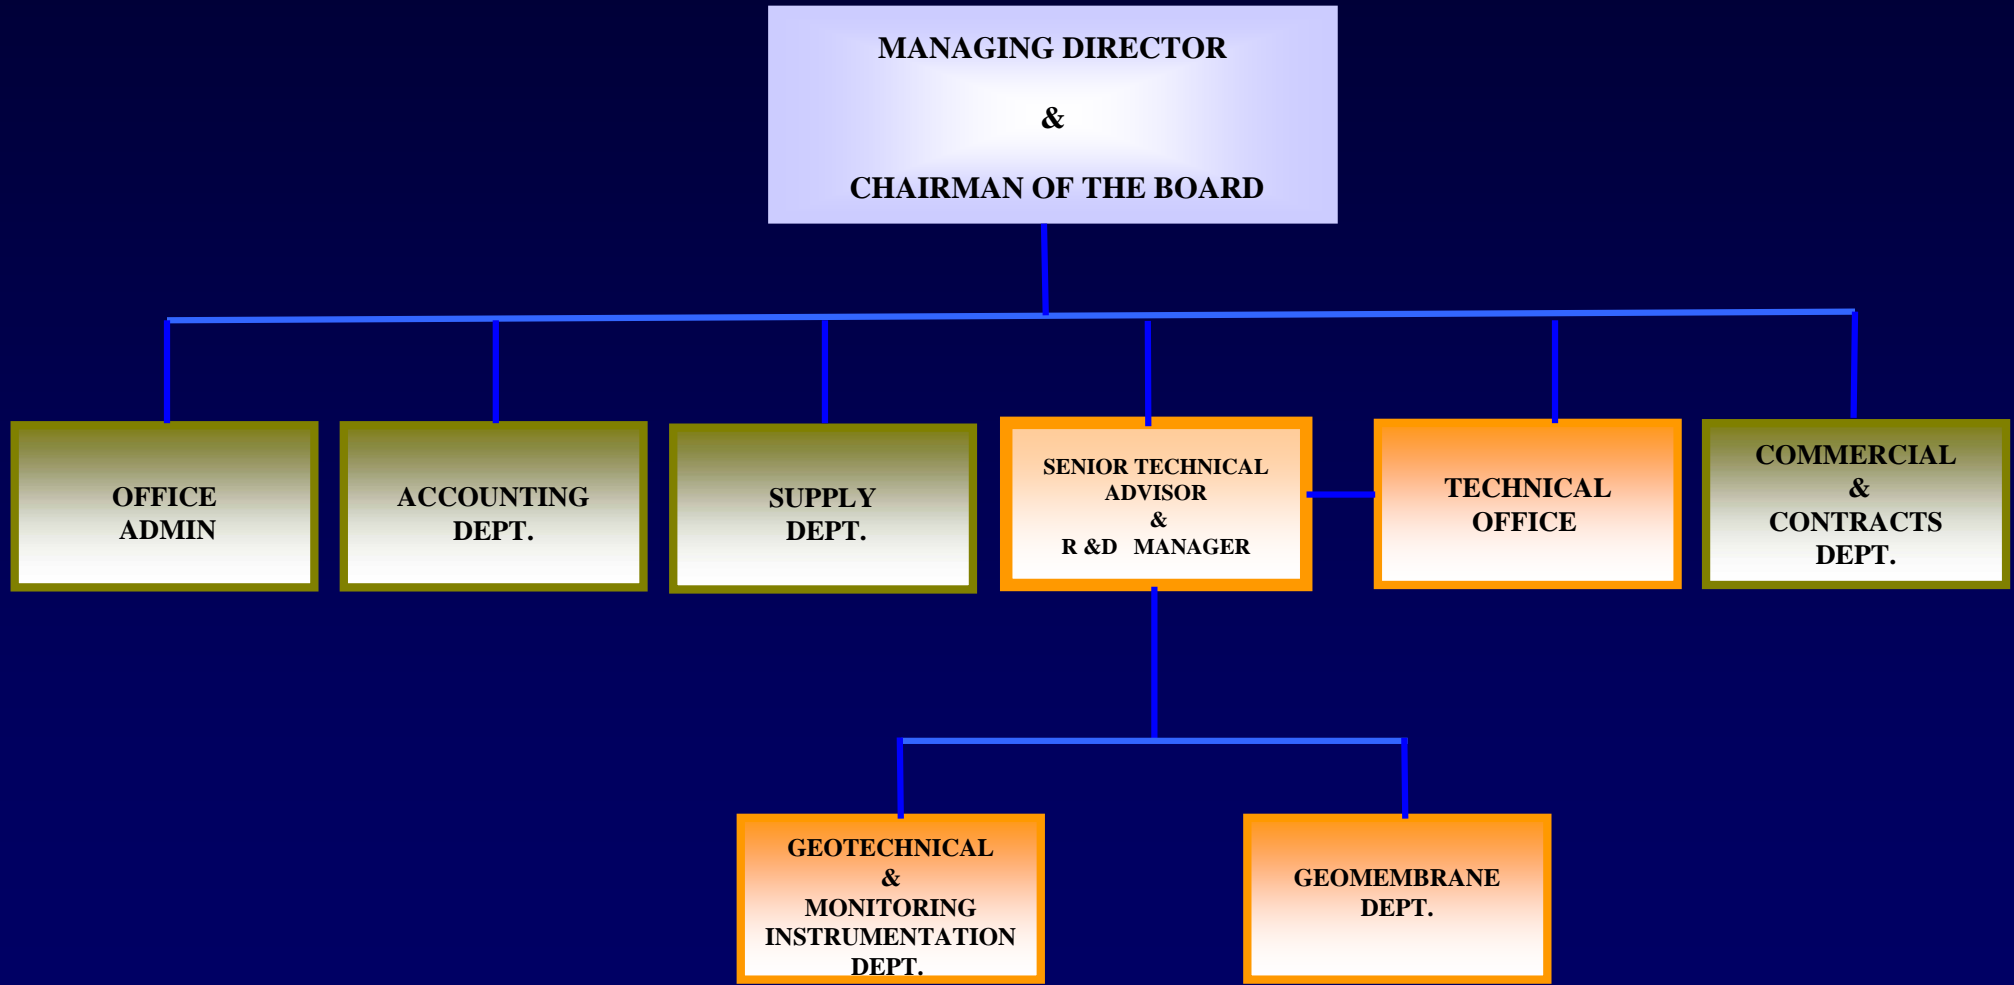 MANAGING DIRECTOR
&
CHAIRMAN OF THE BOARD
OFFICE
ADMIN
ACCOUNTING
DEPT.
SUPPLY
DEPT.
SENIOR TECHNICAL
ADVISOR
&
R &D MANAGER
TECHNICAL
OFFICE
COMMERCIAL
&
CONTRACTS
DEPT.
GEOTECHNICAL
&
MONITORING
INSTRUMENTATION
DEPT.
GEOMEMBRANE
DEPT.